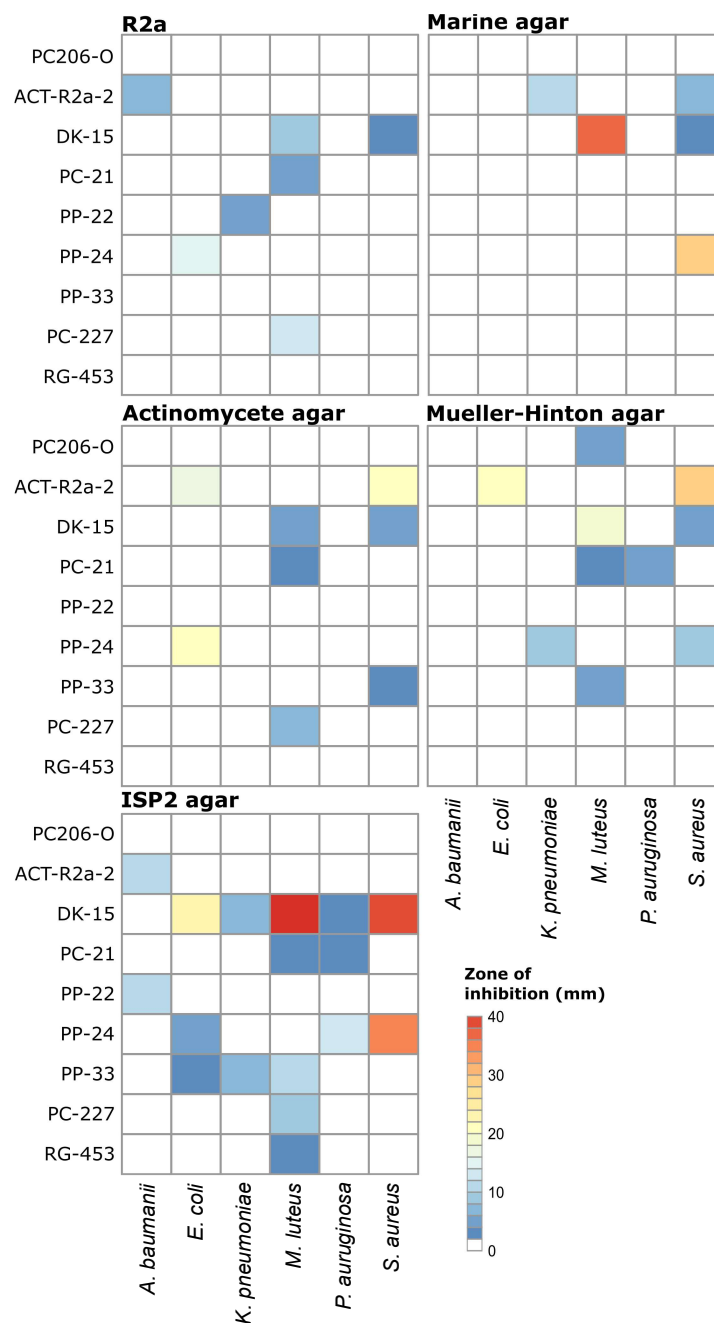 R2a
Marine agar
PC206-O
ACT-R2a-2
DK-15
PC-21
PP-22
PP-24
PP-33
PC-227
RG-453
Actinomycete agar
Mueller-Hinton agar
PC206-O
ACT-R2a-2
DK-15
PC-21
PP-22
PP-24
PP-33
PC-227
RG-453
A. baumanii
E. coli
K. pneumoniae
M. luteus
P. auruginosa
S. aureus
ISP2 agar
PC206-O
ACT-R2a-2
DK-15
PC-21
PP-22
PP-24
PP-33
PC-227
RG-453
A. baumanii
E. coli
K. pneumoniae
M. luteus
P. auruginosa
S. aureus
Zone of
inhibition (mm)
40
30
20
10
0